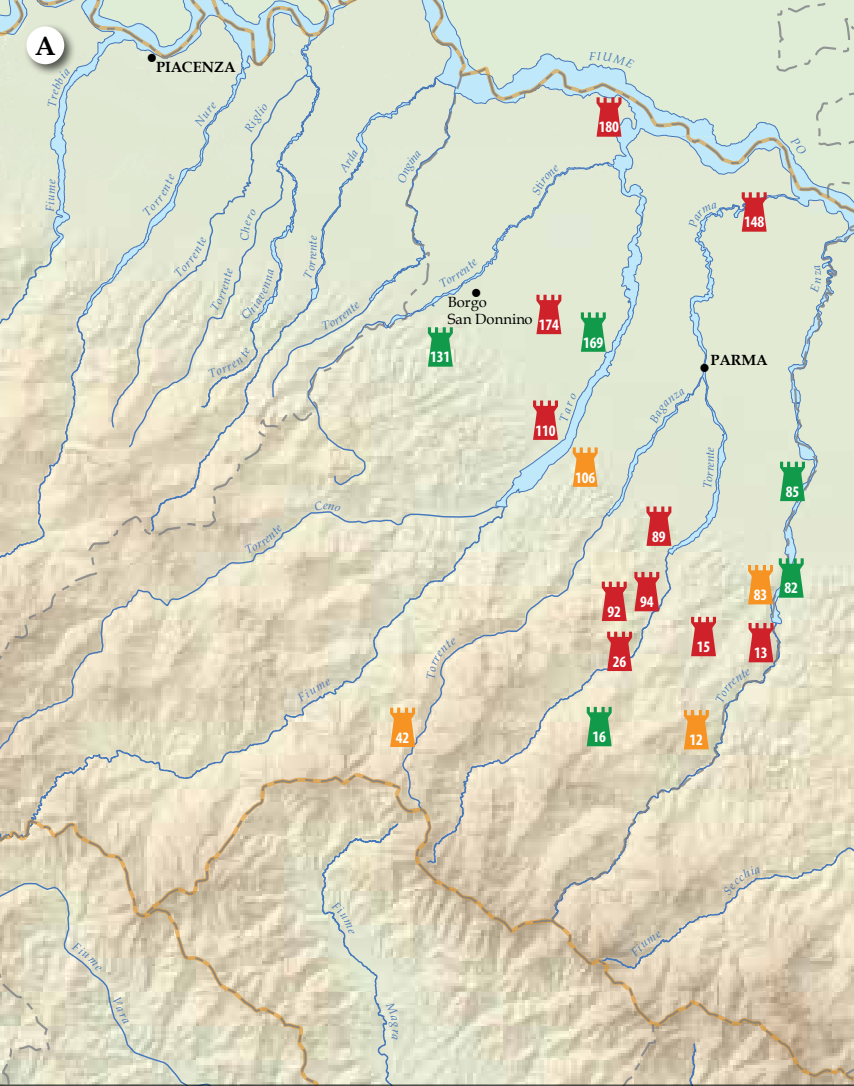 A
PIACENZA
FIUME
PO
Trebbia
Fiume
Nure
Torrente
Riglio
Torrente
Chero
Torrente
Chiavenna
Torrente
Arda
Torrente
Ongina
Torrente
Stirone
Torrente
180
148
Parma
Enza
Borgo
San Donnino
174
169
131
PARMA
110
Taro
Baganza
106
Torrente
85
Ceno
Torrente
89
83
82
92
94
15
13
26
Torrente
Torrente
Fiume
42
16
12
Secchia
Fiume
Fiume
Magra
Fiume
Vara